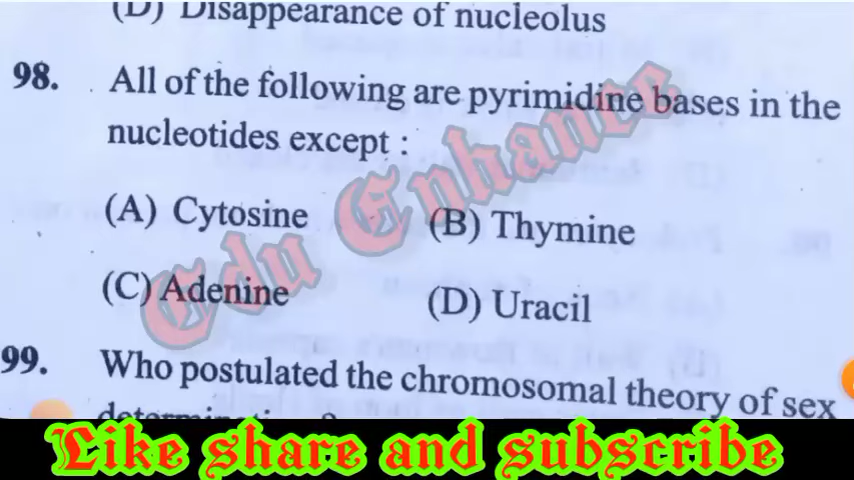 (D) Disappearance of nucleolus
98. All of the following are pyrimidine bases in the
nucleotides except :
(A) Cytosine (B) Thymine
(C) Adenine (D) Uracil
99. Who postulated the chromosomal theory of sex
Edu Enhance
Like share and subscribe